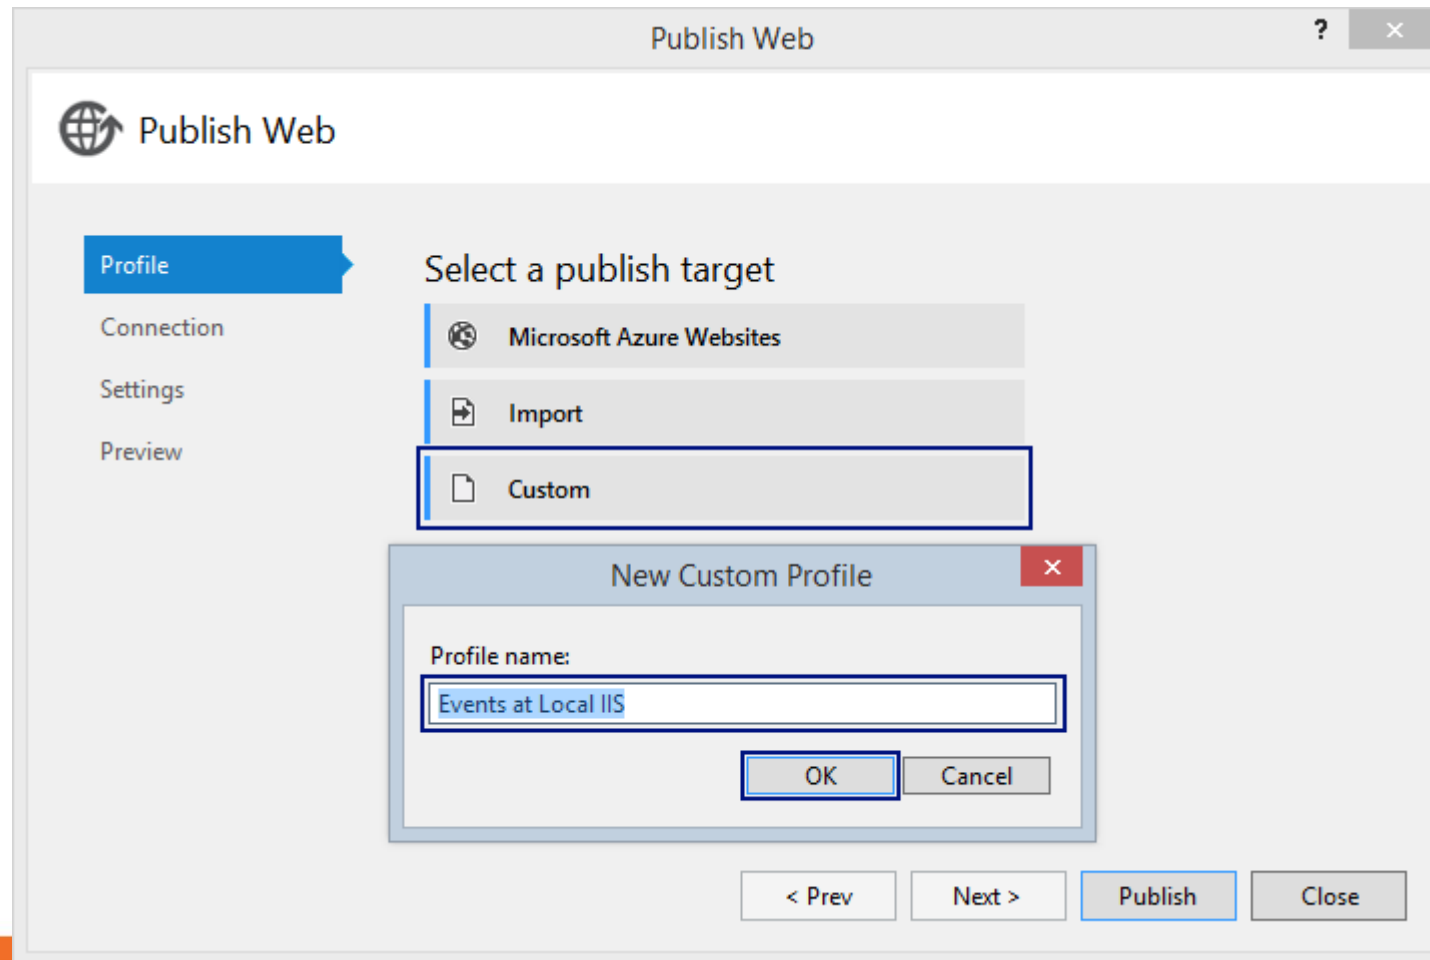 Publish Web
?
Publish Web
Profile
Connection
Settings
Preview
Select a publish target
Microsoft Azure Websites
Import
Custom
New Custom Profile
Profile name:
Events at Local IIS
OK Cancel
< Prev Next > Publish Close